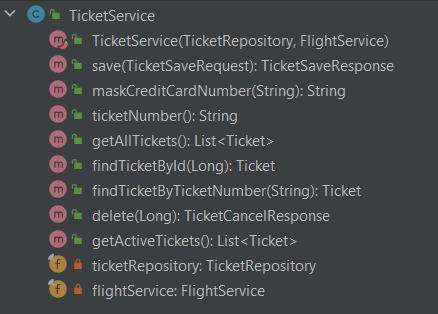 TicketService
TicketService(TicketRepository, FlightService)
save(TicketSaveRequest): TicketSaveResponse
maskCreditCardNumber(String): String
ticketNumber(): String
getAllTickets(): List<Ticket>
findTicketById(Long): Ticket
findTicketByTicketNumber(String): Ticket
delete(Long): TicketCancelResponse
getActiveTickets(): List<Ticket>
ticketRepository: TicketRepository
flightService: FlightService